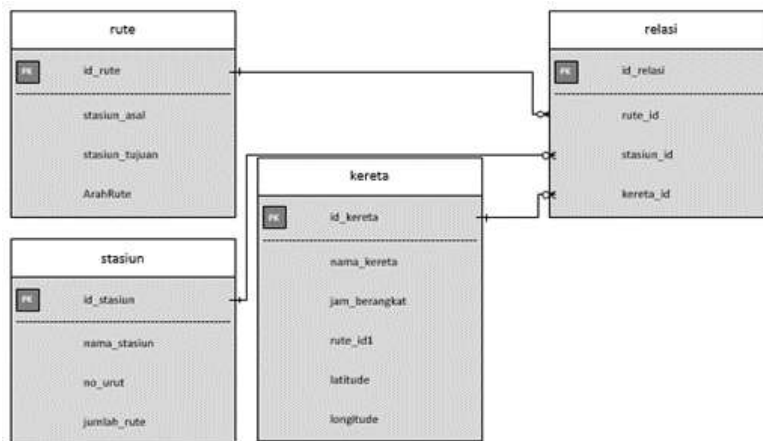 rute
PK
id_rute
stasiun_asal
stasiun_tujuan
ArahRute
relasi
PK
id_relasi
rute_id
stasiun_id
kereta_id
kereta
PK
id_kereta
nama_kereta
jam_berangkat
rute_id1
latitude
longitude
stasiun
PK
id_stasiun
nama_stasiun
no_urut
jumlah_rute